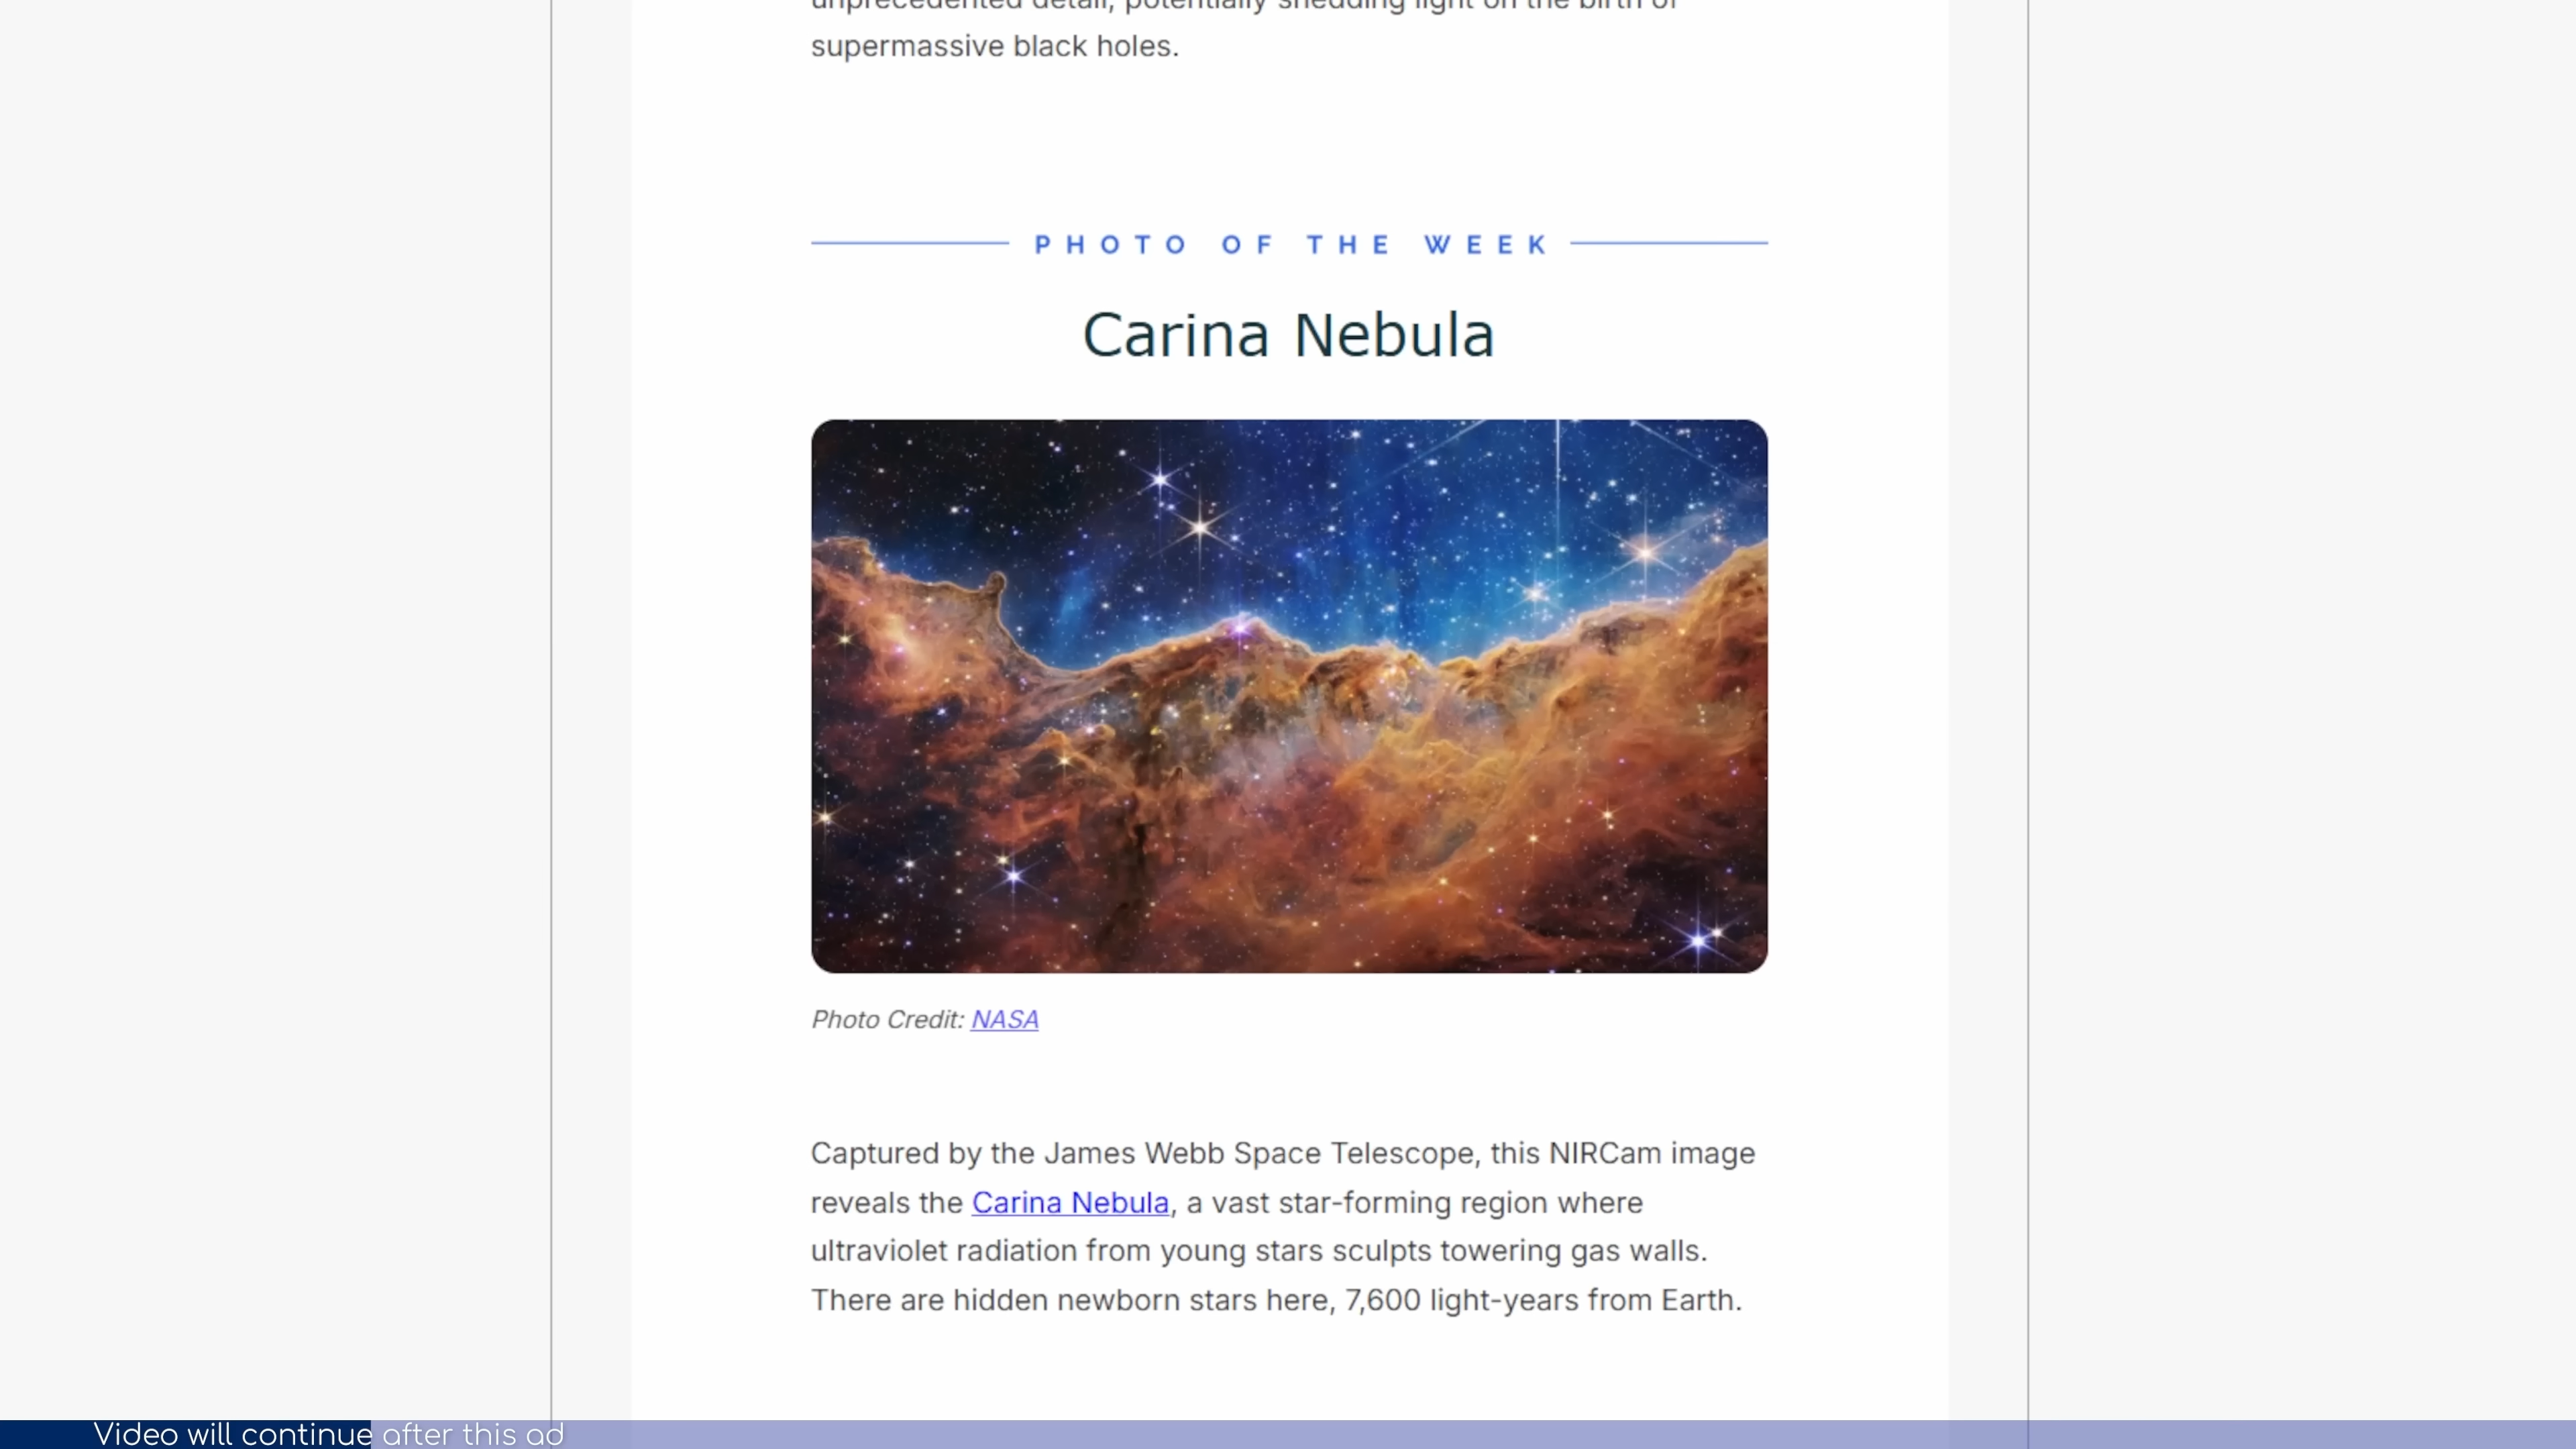 unprecedented detail, potentially shedding light on the birth of
supermassive black holes.
PHOTO OF THE WEEK
Carina Nebula
Photo Credit: NASA
Captured by the James Webb Space Telescope, this NIRCam image
reveals the Carina Nebula, a vast star-forming region where
ultraviolet radiation from young stars sculpts towering gas walls.
There are hidden newborn stars here, 7,600 light-years from Earth.
Video will continue after this ad